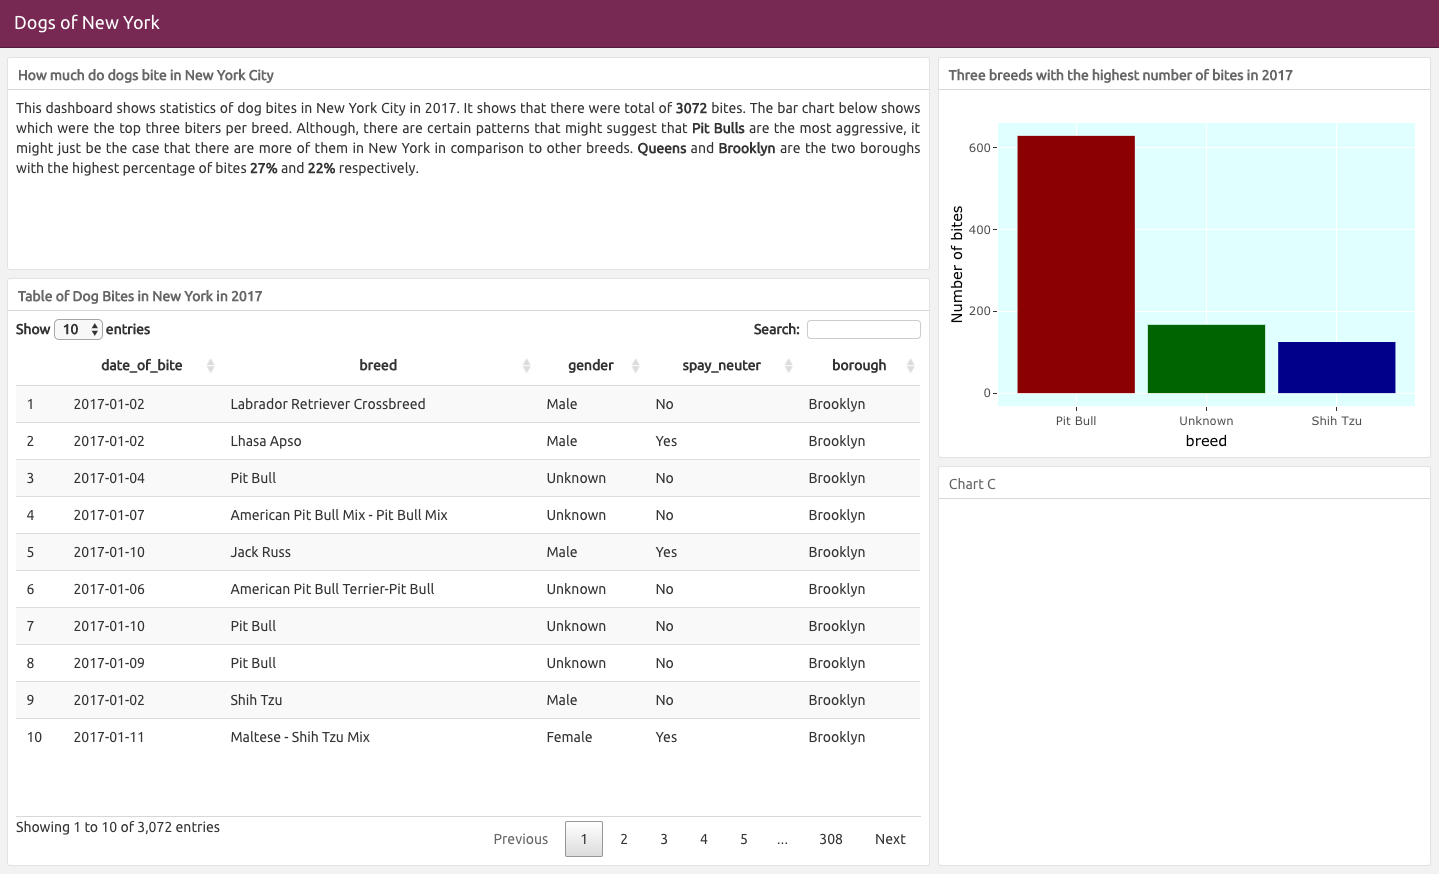 Dogs of New York
How much do dogs bite in New York City
This dashboard shows statistics of dog bites in New York City in 2017. It shows that there were total of 3072 bites. The bar chart below shows
which were the top three biters per breed. Although, there are certain patterns that might suggest that Pit Bulls are the most aggressive, it
might just be the case that there are more of them in New York in comparison to other breeds. Queens and Brooklyn are the two boroughs
with the highest percentage of bites 27% and 22% respectively.
Table of Dog Bites in New York in 2017
Show 10 entries Search:
date_of_bite breed gender spay_neuter borough
1 2017-01-02 Labrador Retriever Crossbreed Male No Brooklyn
2 2017-01-02 Lhasa Apso Male Yes Brooklyn
3 2017-01-04 Pit Bull Unknown No Brooklyn
4 2017-01-07 American Pit Bull Mix - Pit Bull Mix Unknown No Brooklyn
5 2017-01-10 Jack Russ Male Yes Brooklyn
6 2017-01-06 American Pit Bull Terrier-Pit Bull Unknown No Brooklyn
7 2017-01-10 Pit Bull Unknown No Brooklyn
8 2017-01-09 Pit Bull Unknown No Brooklyn
9 2017-01-02 Shih Tzu Male No Brooklyn
10 2017-01-11 Maltese - Shih Tzu Mix Female Yes Brooklyn
Showing 1 to 10 of 3,072 entries
Previous 1 2 3 4 5 ... 308 Next
Three breeds with the highest number of bites in 2017
Number of bites
600
400
200
0
Pit Bull Unknown Shih Tzu
breed
Chart C